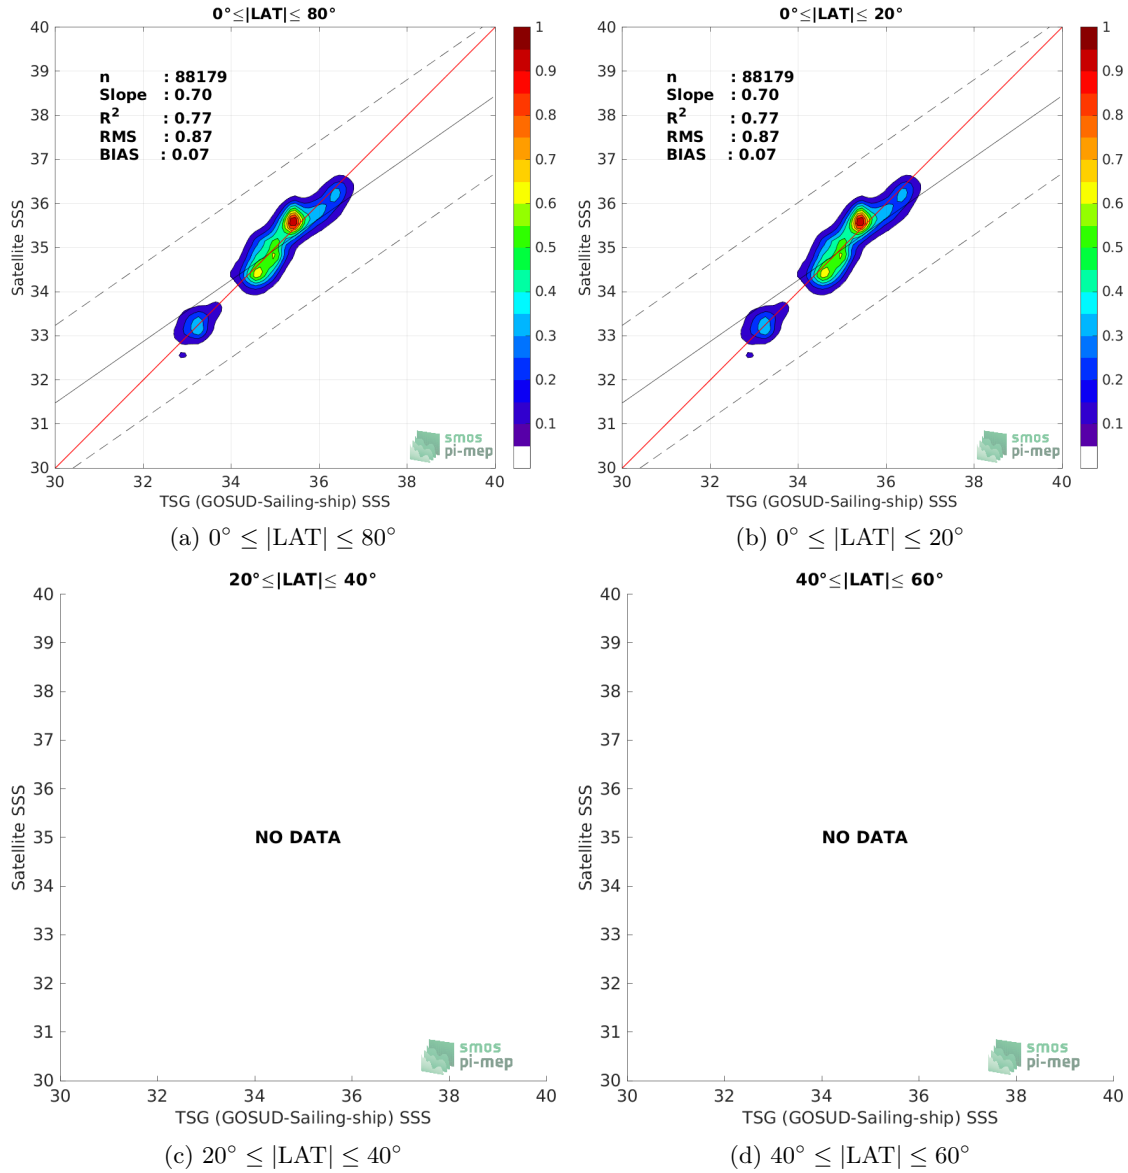 0°≤|LAT|≤ 80°
40
39
38
37
36
35
34
33
32
31
30
Satellite SSS
n : 88179
Slope : 0.70
R2 : 0.77
RMS : 0.87
BIAS : 0.07
smos
pi-mep
30 32 34 36 38 40
TSG (GOSUD-Sailing-ship) SSS
1
0.9
0.8
0.7
0.6
0.5
0.4
0.3
0.2
0.1
(a) 0° ≤ |LAT| ≤ 80°
0°≤|LAT|≤ 20°
40
39
38
37
36
35
34
33
32
31
30
Satellite SSS
n : 88179
Slope : 0.70
R2 : 0.77
RMS : 0.87
BIAS : 0.07
smos
pi-mep
30 32 34 36 38 40
TSG (GOSUD-Sailing-ship) SSS
1
0.9
0.8
0.7
0.6
0.5
0.4
0.3
0.2
0.1
(b) 0° ≤ |LAT| ≤ 20°
20°≤|LAT|≤ 40°
40
39
38
37
36
35
34
33
32
31
30
Satellite SSS
NO DATA
smos
pi-mep
30 32 34 36 38 40
TSG (GOSUD-Sailing-ship) SSS
(c) 20° ≤ |LAT| ≤ 40°
40°≤|LAT|≤ 60°
40
39
38
37
36
35
34
33
32
31
30
Satellite SSS
NO DATA
smos
pi-mep
30 32 34 36 38 40
TSG (GOSUD-Sailing-ship) SSS
(d) 40° ≤ |LAT| ≤ 60°